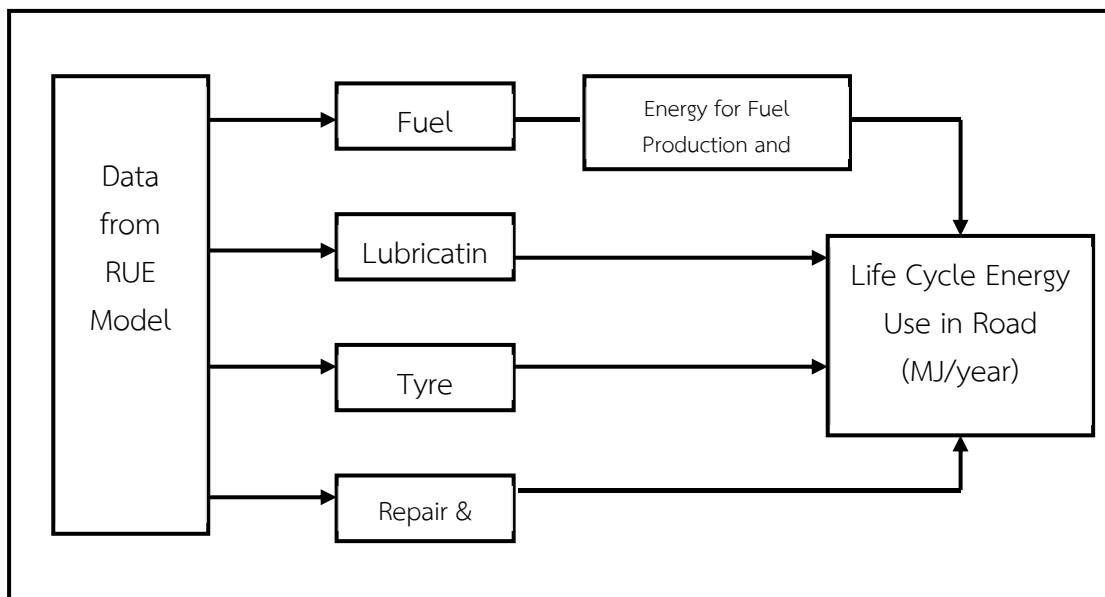 Data
from
RUE
Model
Fuel
Energy for Fuel
Production and
Lubricatin
Tyre
Repair &
Life Cycle Energy
Use in Road
(MJ/year)